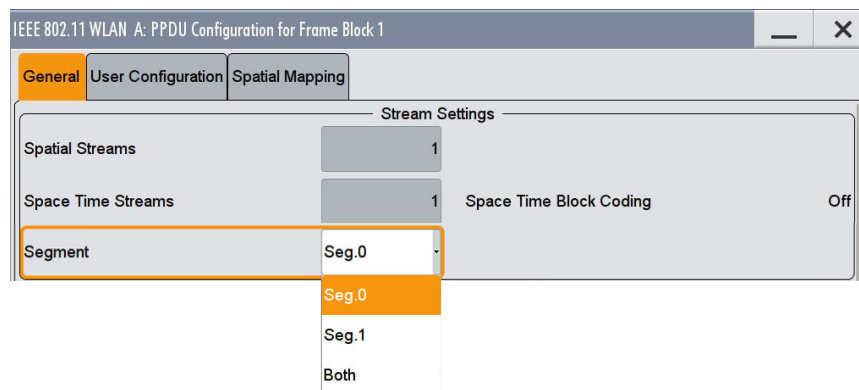 IEEE 802.11 WLAN A: PPDU Configuration for Frame Block 1
General User Configuration Spatial Mapping
Stream Settings
Spatial Streams 1
Space Time Streams 1 Space Time Block Coding Off
Segment Seg.0
Seg.0
Seg.1
Both